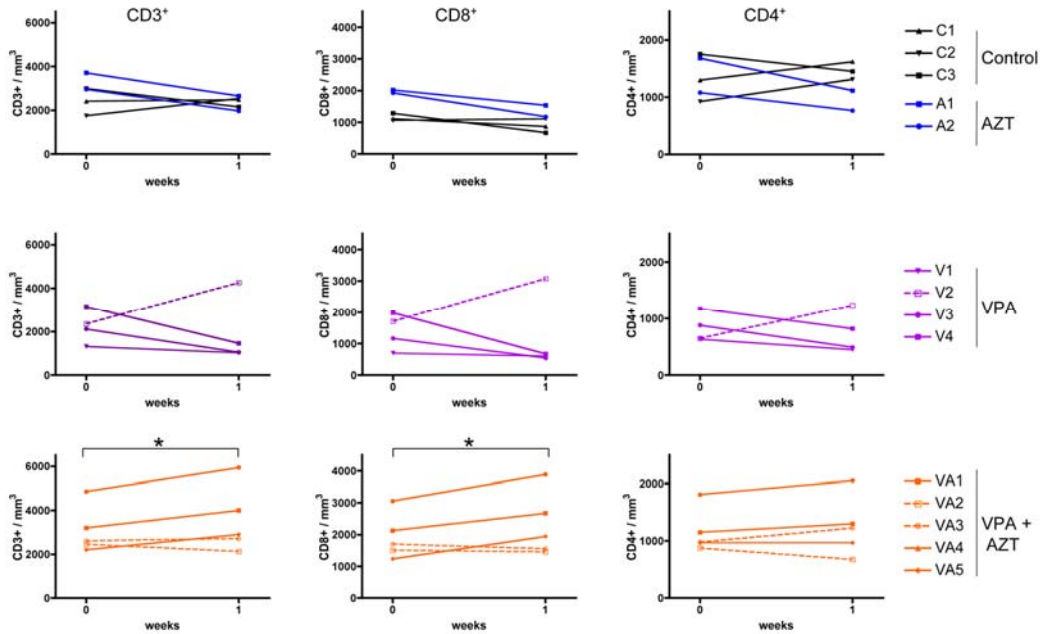 CD3⁺ CD8⁺ CD4⁺
CD3+ / mm³
6000
4000
2000
0
0 1
weeks
CD8+ / mm³
4000
3000
2000
1000
0
0 1
weeks
CD4+ / mm³
2000
1000
0
0 1
weeks
C1
C2
C3
Control
A1
A2
AZT
CD3+ / mm³
6000
4000
2000
0
0 1
weeks
CD8+ / mm³
4000
3000
2000
1000
0
0 1
weeks
CD4+ / mm³
2000
1000
0
0 1
weeks
V1
V2
V3
V4
VPA
*
CD3+ / mm³
6000
4000
2000
0
0 1
weeks
*
CD8+ / mm³
4000
3000
2000
1000
0
0 1
weeks
CD4+ / mm³
2000
1000
0
0 1
weeks
VA1
VA2
VA3
VA4
VA5
VPA +
AZT